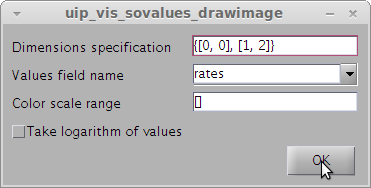 uip_vis_sovalues_drawimage
Dimensions specification {[0, 0], [1, 2]}
Values field name rates
Color scale range []
Take logarithm of values
OK